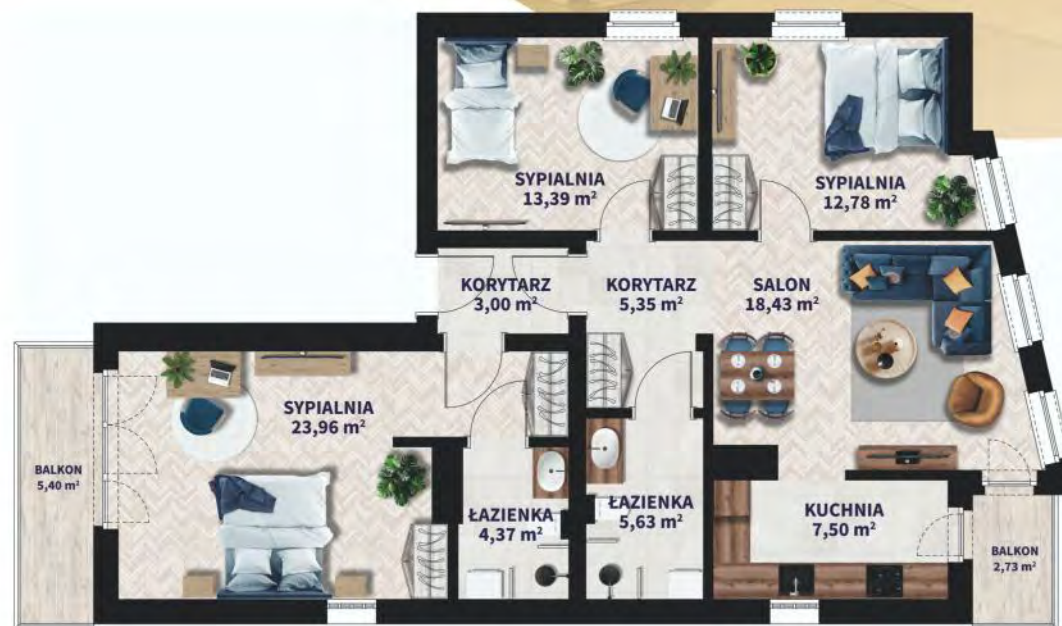 SYPIALNIA
13,39 m²
SYPIALNIA
12,78 m²
KORYTARZ
3,00 m²
KORYTARZ
5,35 m²
SALON
18,43 m²
SYPIALNIA
23,96 m²
BALKON
5,40 m²
ŁAZIENKA
4,37 m²
ŁAZIENKA
5,63 m²
KUCHNIA
7,50 m²
BALKON
2,73 m²